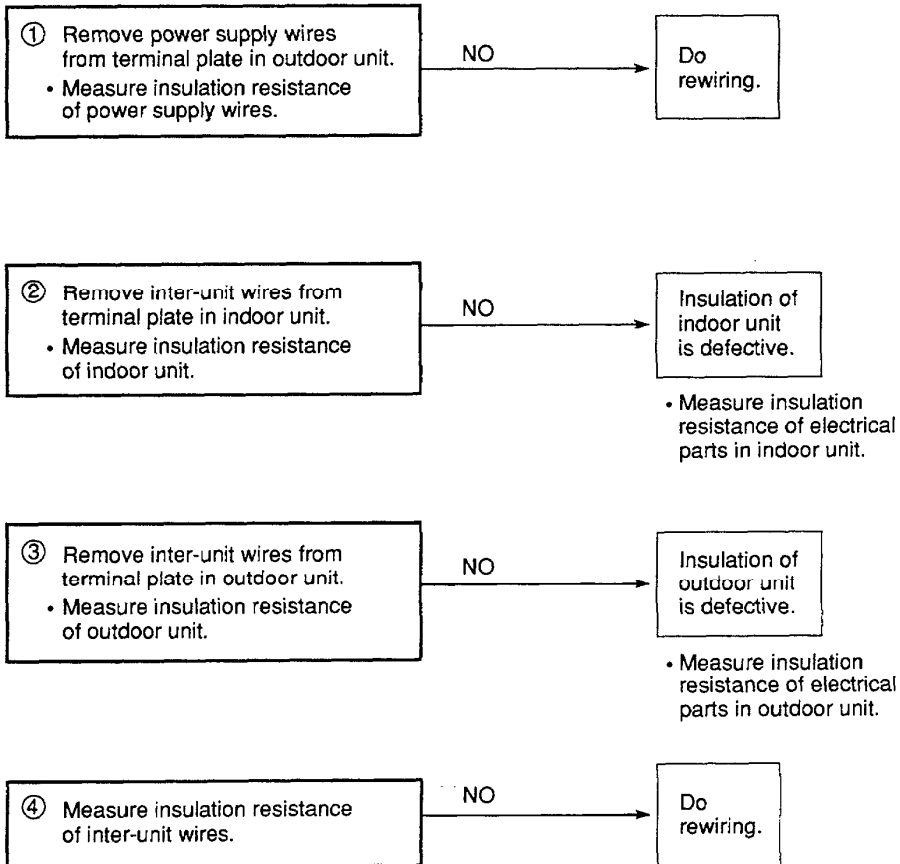 ① Remove power supply wires
from terminal plate in outdoor unit.
• Measure insulation resistance
of power supply wires.
NO
Do
rewiring.
② Remove inter-unit wires from
terminal plate in indoor unit.
• Measure insulation resistance
of indoor unit.
NO
Insulation of
indoor unit
is defective.
• Measure insulation
resistance of electrical
parts in indoor unit.
③ Remove inter-unit wires from
terminal plate in outdoor unit.
• Measure insulation resistance
of outdoor unit.
NO
Insulation of
outdoor unit
is defective.
• Measure insulation
resistance of electrical
parts in outdoor unit.
④ Measure insulation resistance
of inter-unit wires.
NO
Do
rewiring.